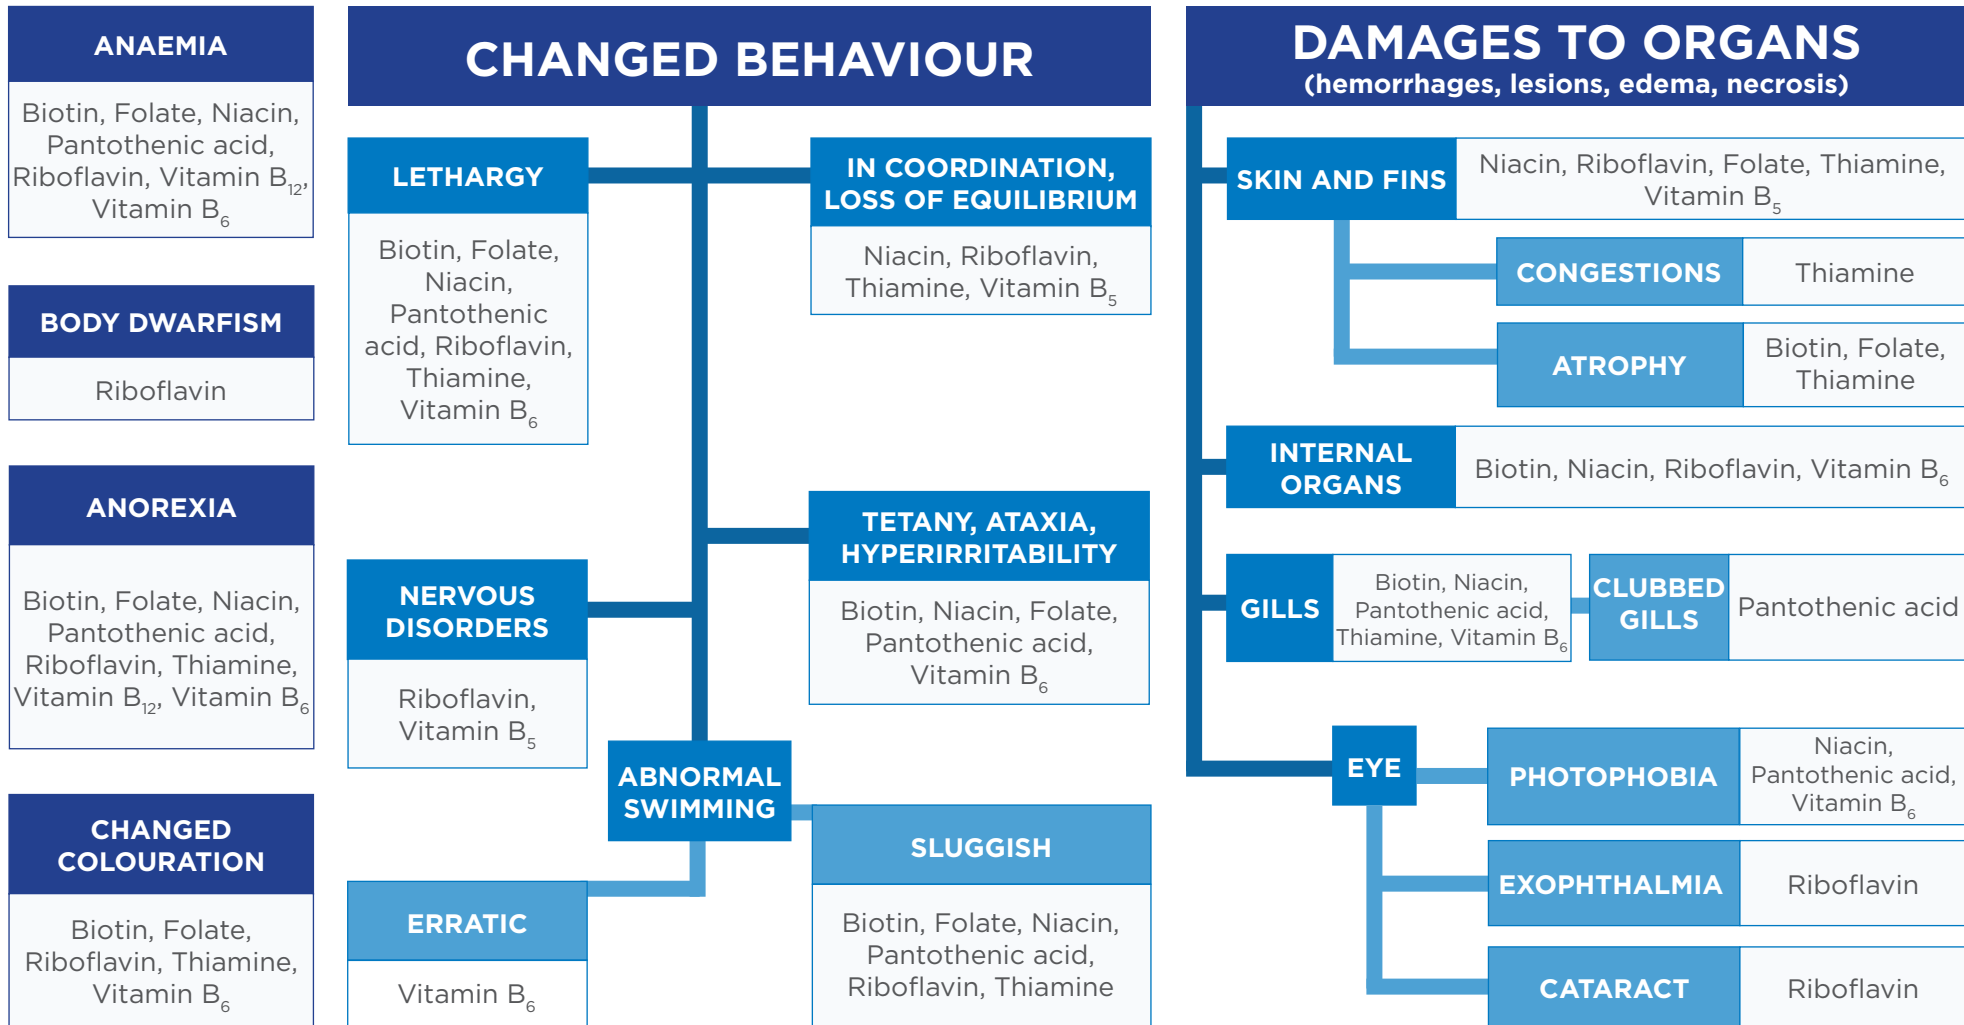 ANAEMIA
Biotin, Folate, Niacin,
Pantothenic acid,
Riboflavin, Vitamin B₁₂,
Vitamin B₆
BODY DWARFISM
Riboflavin
ANOREXIA
Biotin, Folate, Niacin,
Pantothenic acid,
Riboflavin, Thiamine,
Vitamin B₁₂, Vitamin B₆
CHANGED
COLOURATION
Biotin, Folate,
Riboflavin, Thiamine,
Vitamin B₆
CHANGED BEHAVIOUR
LETHARGY
Biotin, Folate,
Niacin,
Pantothenic
acid, Riboflavin,
Thiamine,
Vitamin B₆
IN COORDINATION,
LOSS OF EQUILIBRIUM
Niacin, Riboflavin,
Thiamine, Vitamin B₅
TETANY, ATAXIA,
HYPERIRRITABILITY
Biotin, Niacin, Folate,
Pantothenic acid,
Vitamin B₆
NERVOUS
DISORDERS
Riboflavin,
Vitamin B₅
ABNORMAL
SWIMMING
ERRATIC
Vitamin B₆
SLUGGISH
Biotin, Folate, Niacin,
Pantothenic acid,
Riboflavin, Thiamine
DAMAGES TO ORGANS
(hemorrhages, lesions, edema, necrosis)
SKIN AND FINS
Niacin, Riboflavin, Folate, Thiamine,
Vitamin B₅
CONGESTIONS
Thiamine
ATROPHY
Biotin, Folate,
Thiamine
INTERNAL
ORGANS
Biotin, Niacin, Riboflavin, Vitamin B₆
GILLS
Biotin, Niacin,
Pantothenic acid,
Thiamine, Vitamin B₆
CLUBBED
GILLS
Pantothenic acid
EYE
PHOTOPHOBIA
Niacin,
Pantothenic acid,
Vitamin B₆
EXOPHTHALMIA
Riboflavin
CATARACT
Riboflavin